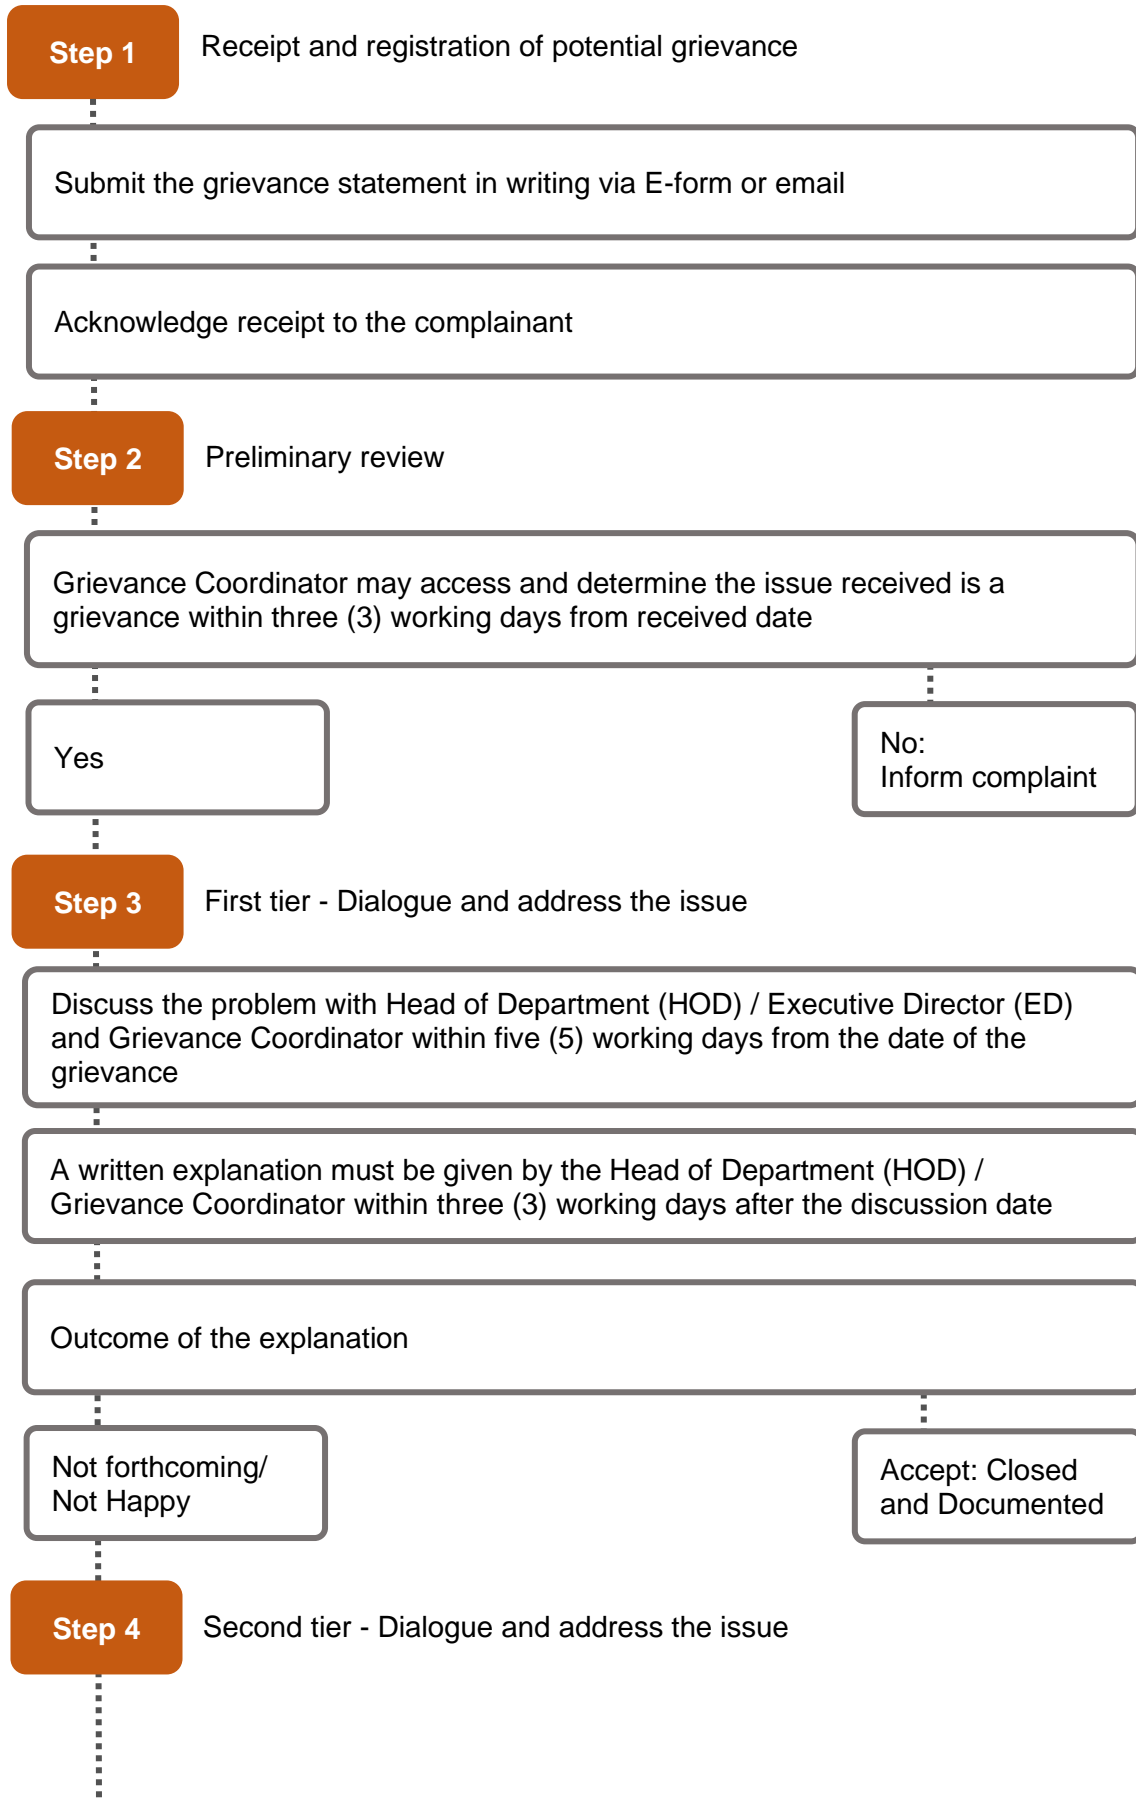 Step 1
Receipt and registration of potential grievance
Submit the grievance statement in writing via E-form or email
Acknowledge receipt to the complainant
Step 2
Preliminary review
Grievance Coordinator may access and determine the issue received is a
grievance within three (3) working days from received date
Yes
No:
Inform complaint
Step 3
First tier - Dialogue and address the issue
Discuss the problem with Head of Department (HOD) / Executive Director (ED)
and Grievance Coordinator within five (5) working days from the date of the
grievance
A written explanation must be given by the Head of Department (HOD) /
Grievance Coordinator within three (3) working days after the discussion date
Outcome of the explanation
Not forthcoming/
Not Happy
Accept: Closed
and Documented
Step 4
Second tier - Dialogue and address the issue